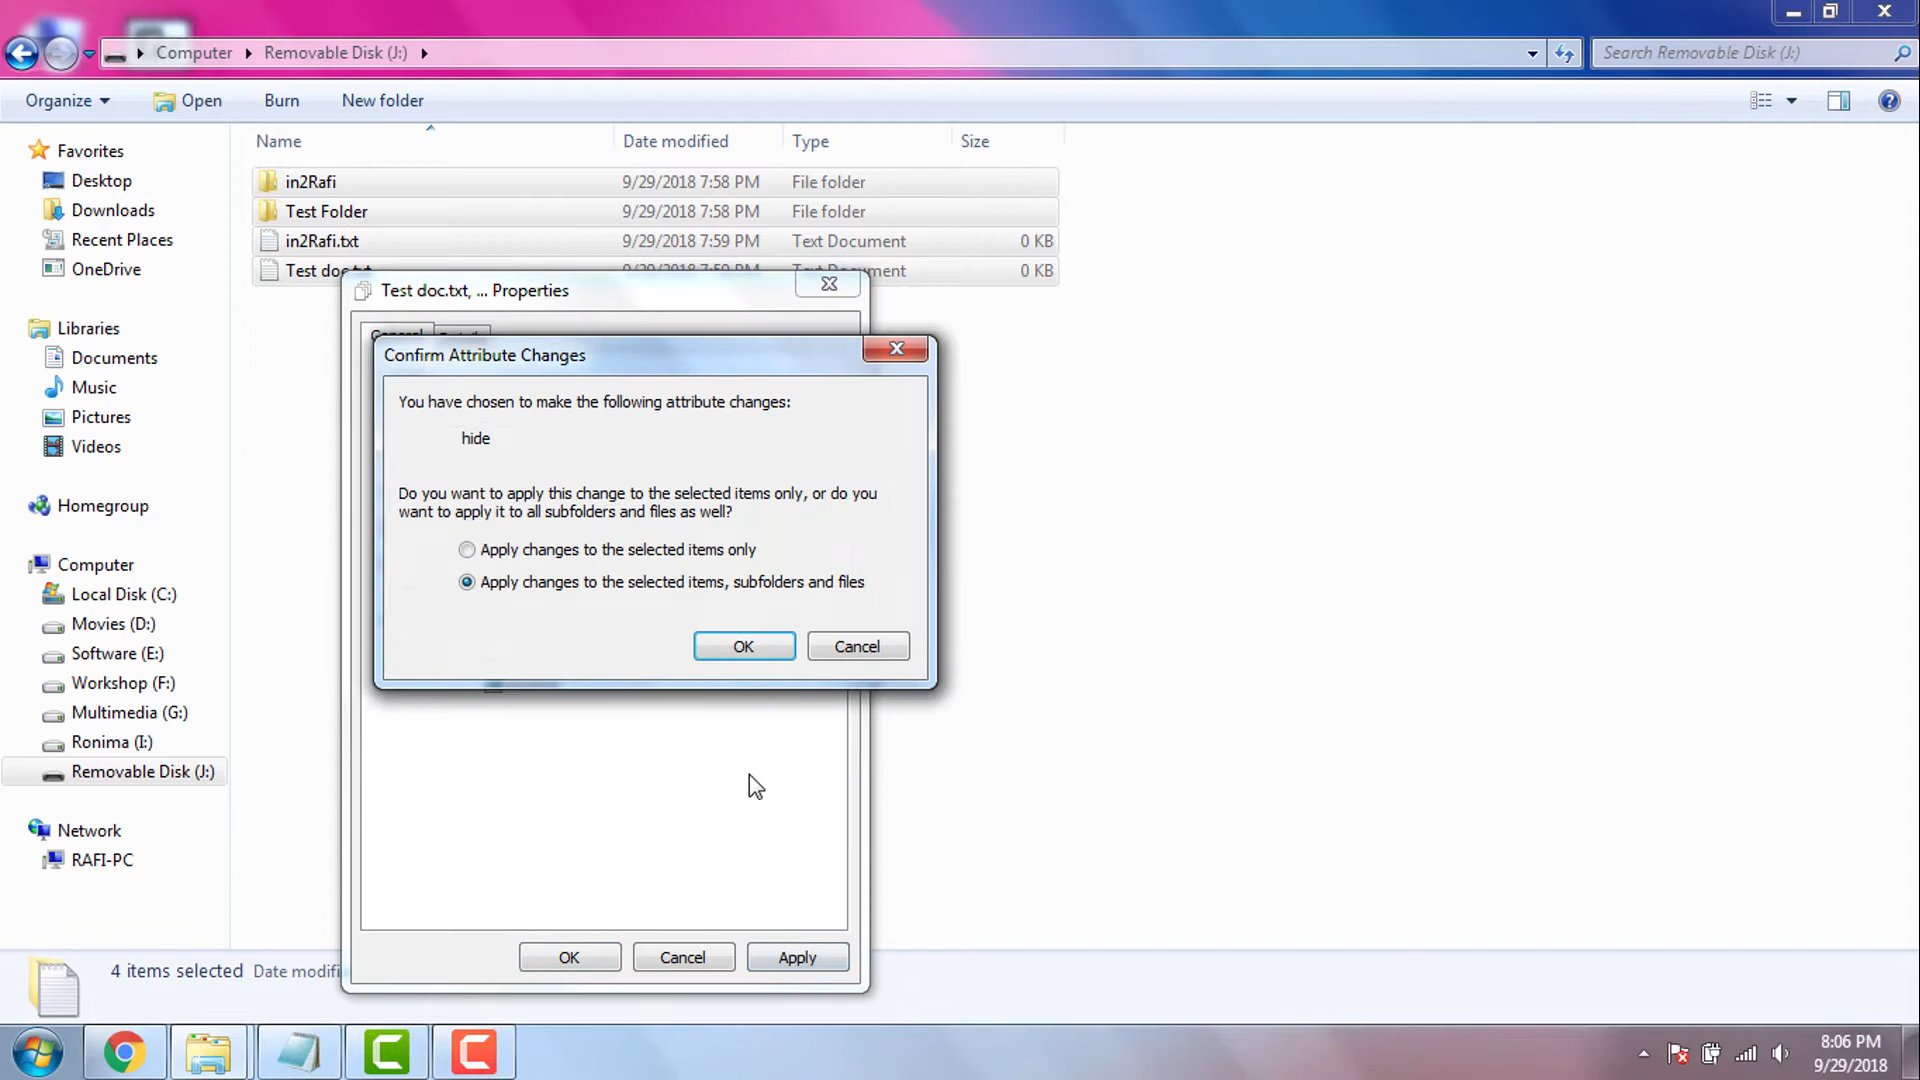 Computer Removable Disk (J:)
Search Removable Disk (J:)
Organize Open Burn New folder
Name Date modified Type Size
in2Rafi 9/29/2018 7:58 PM File folder
Test Folder 9/29/2018 7:58 PM File folder
in2Rafi.txt 9/29/2018 7:59 PM Text Document 0 KB
Test doc.txt 9/29/2018 7:59 PM Text Document 0 KB
Favorites
Desktop
Downloads
Recent Places
OneDrive
Libraries
Documents
Music
Pictures
Videos
Homegroup
Computer
Local Disk (C:)
Movies (D:)
Software (E:)
Workshop (F:)
Multimedia (G:)
Ronima (I:)
Removable Disk (J:)
Network
RAFI-PC
Test doc.txt, ... Properties
General
Confirm Attribute Changes
You have chosen to make the following attribute changes:
hide
Do you want to apply this change to the selected items only, or do you
want to apply it to all subfolders and files as well?
Apply changes to the selected items only
Apply changes to the selected items, subfolders and files
OK Cancel
OK Cancel Apply
4 items selected Date modifi
8:06 PM
9/29/2018